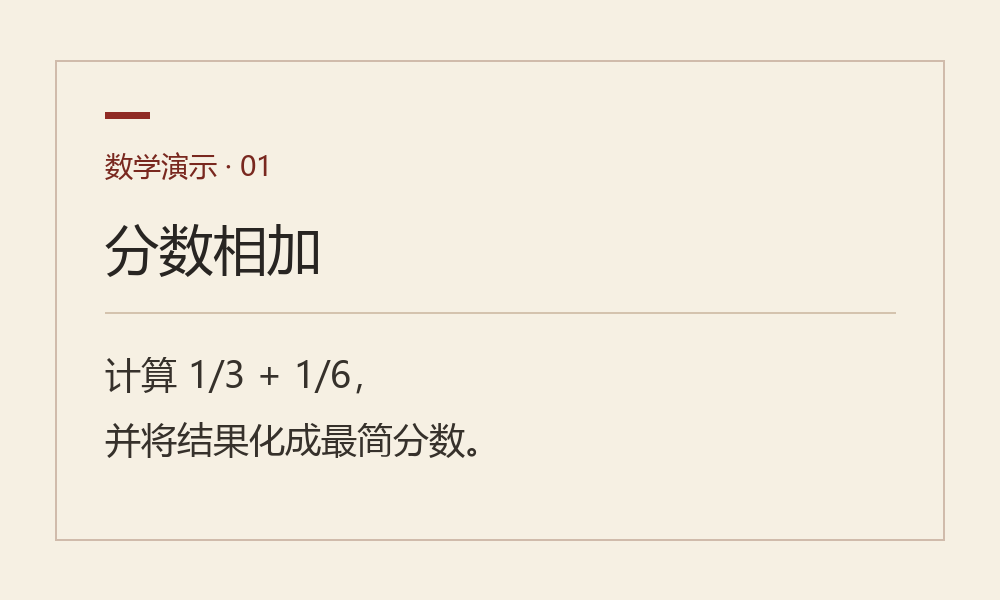 数学演示 · 01
分数相加
计算 1/3 + 1/6，
并将结果化成最简分数。